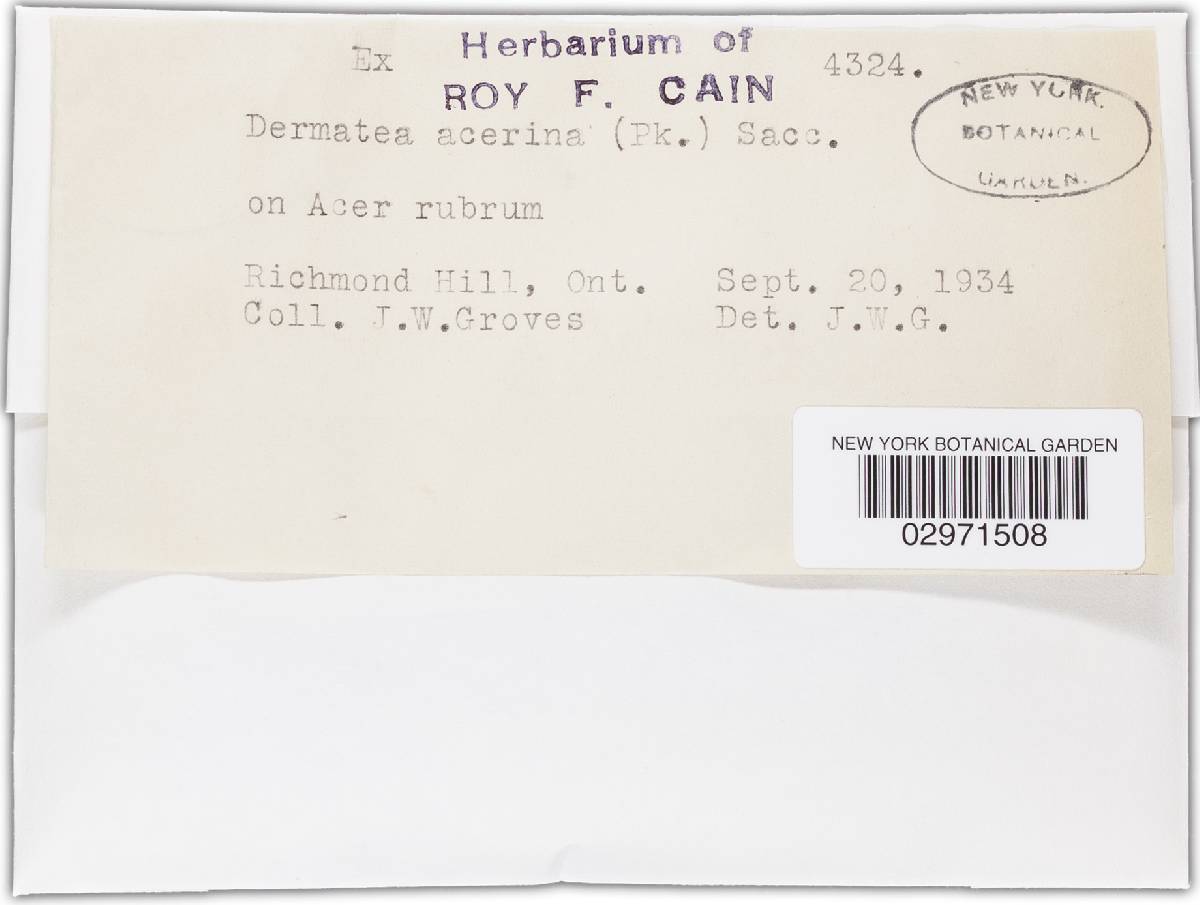 Ex Herbarium of 4324.
ROY F. CAIN
Dermatea acerina (Pk.) Sacc.
NEW YORK.
BOTANICAL
GARDEN.
on Acer rubrum
Richmond Hill, Ont. Sept. 20, 1934
Coll. J.W.Groves Det. J.W.G.
NEW YORK BOTANICAL GARDEN
02971508